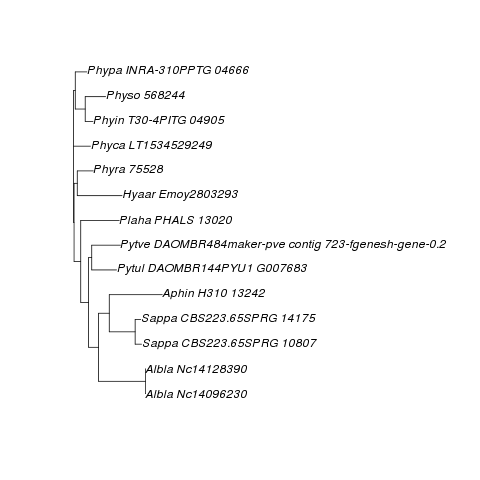 Phypa INRA-310PPTG 04666
Physo 568244
Phyin T30-4PITG 04905
Phyca LT1534529249
Phyra 75528
Hyaar Emoy2803293
Plaha PHALS 13020
Pytve DAOMBR484maker-pve contig 723-fgenesh-gene-0.2
Pytul DAOMBR144PYU1 G007683
Aphin H310 13242
Sappa CBS223.65SPRG 14175
Sappa CBS223.65SPRG 10807
Albla Nc14128390
Albla Nc14096230